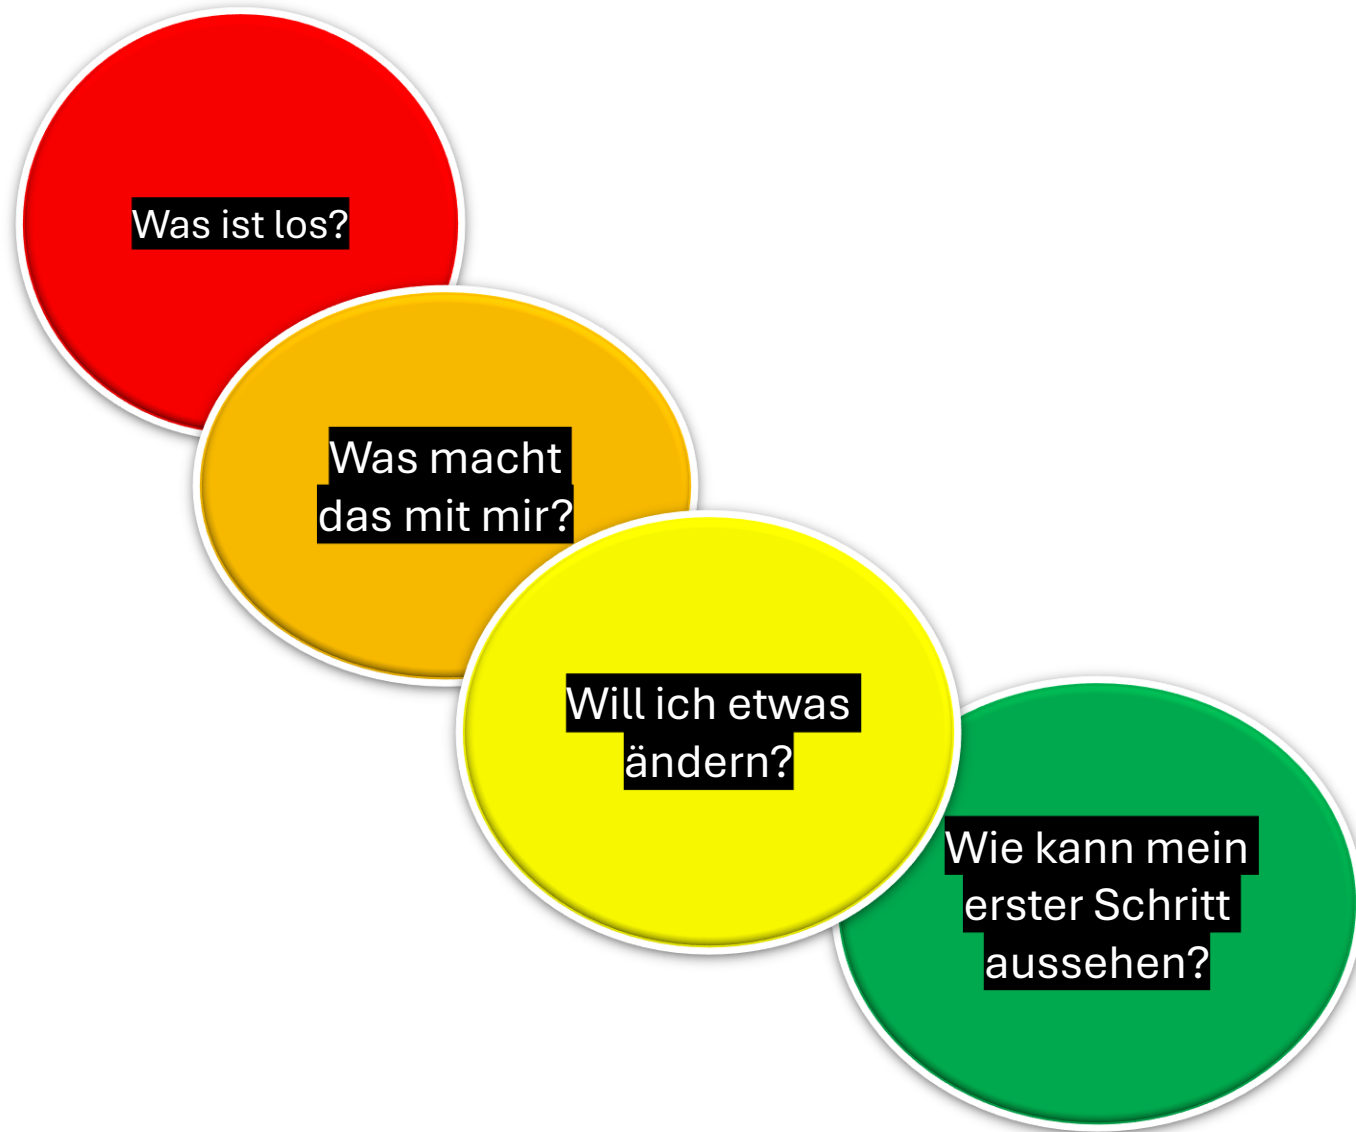 Was ist los?
Was macht
das mit mir?
Will ich etwas
ändern?
Wie kann mein
erster Schritt
aussehen?